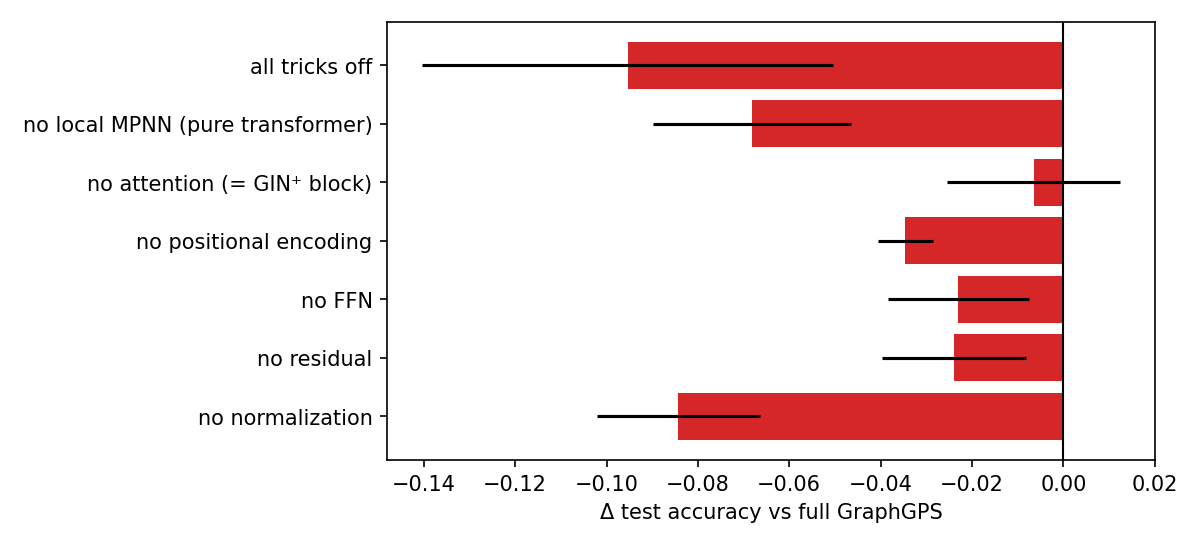 all tricks off
no local MPNN (pure transformer)
no attention (= GIN⁺ block)
no positional encoding
no FFN
no residual
no normalization
−0.14 −0.12 −0.10 −0.08 −0.06 −0.04 −0.02 0.00 0.02
Δ test accuracy vs full GraphGPS